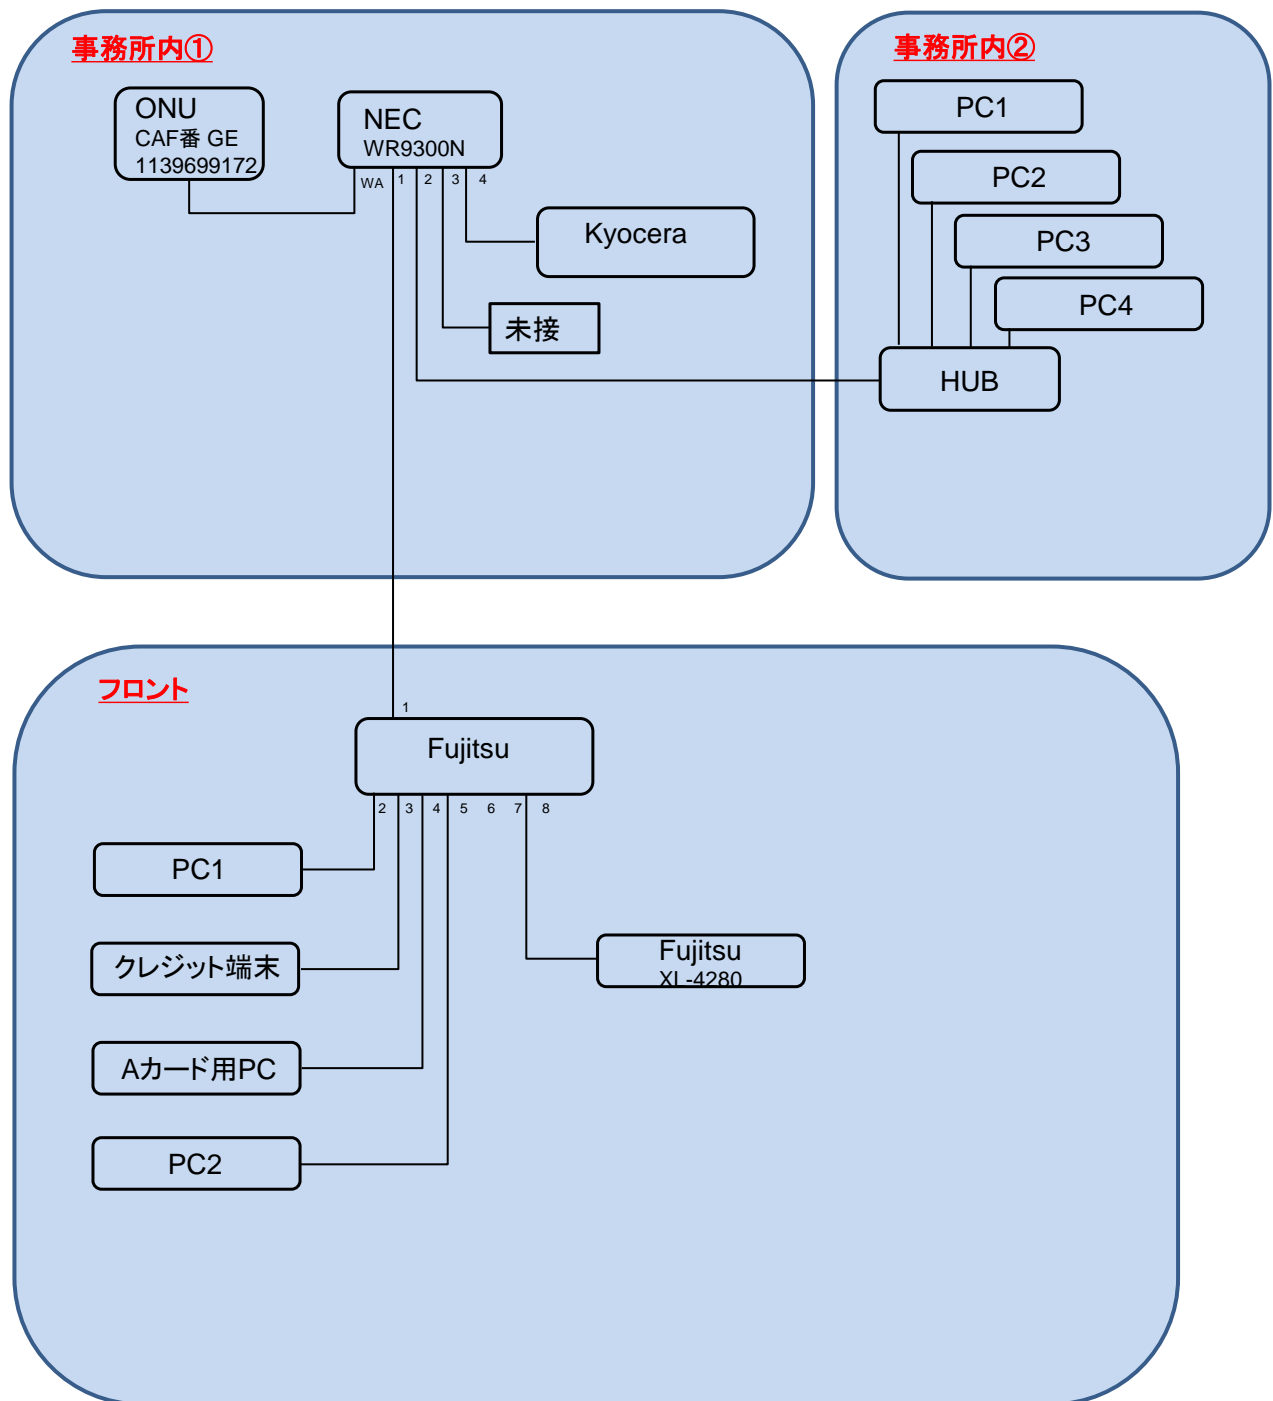 事務所内①
ONU
CAF番 GE
1139699172
NEC
WR9300N
WA 1 2 3 4
Kyocera
未接
事務所内②
PC1
PC2
PC3
PC4
HUB
フロント
1
Fujitsu
2 3 4 5 6 7 8
PC1
クレジット端末
Aカード用PC
PC2
Fujitsu
XL-4280